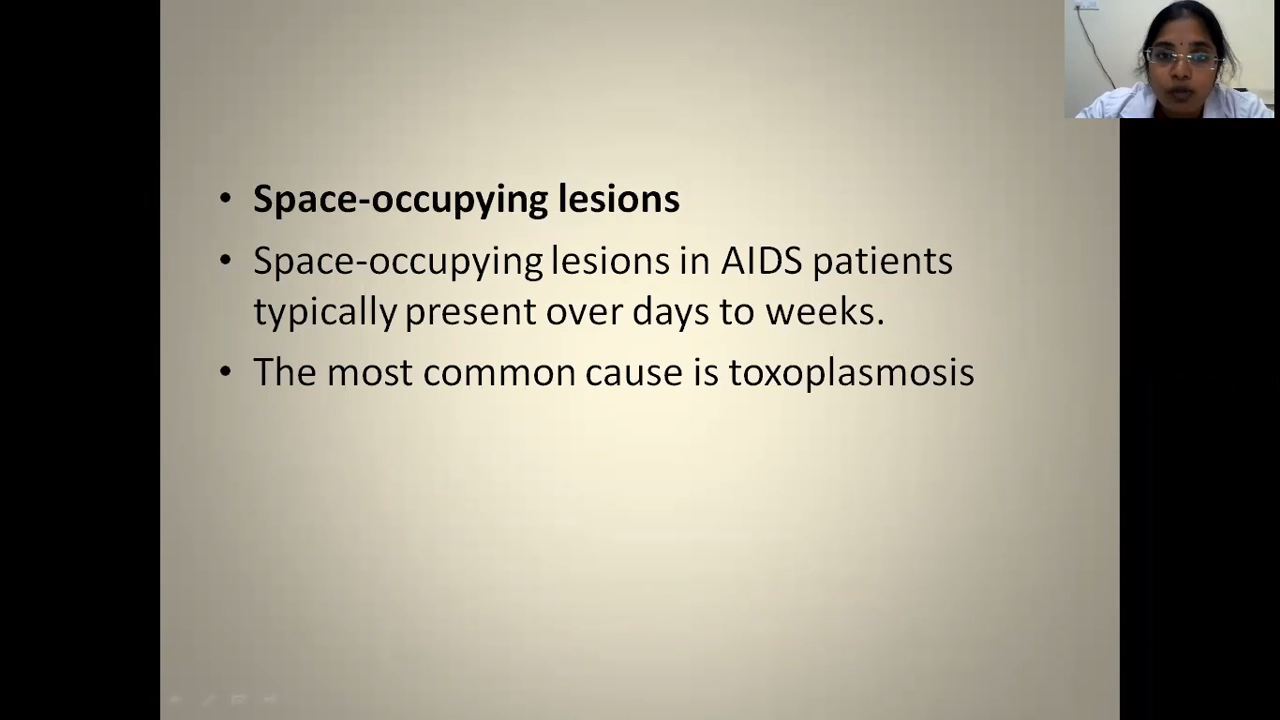 • Space-occupying lesions
• Space-occupying lesions in AIDS patients
typically present over days to weeks.
• The most common cause is toxoplasmosis